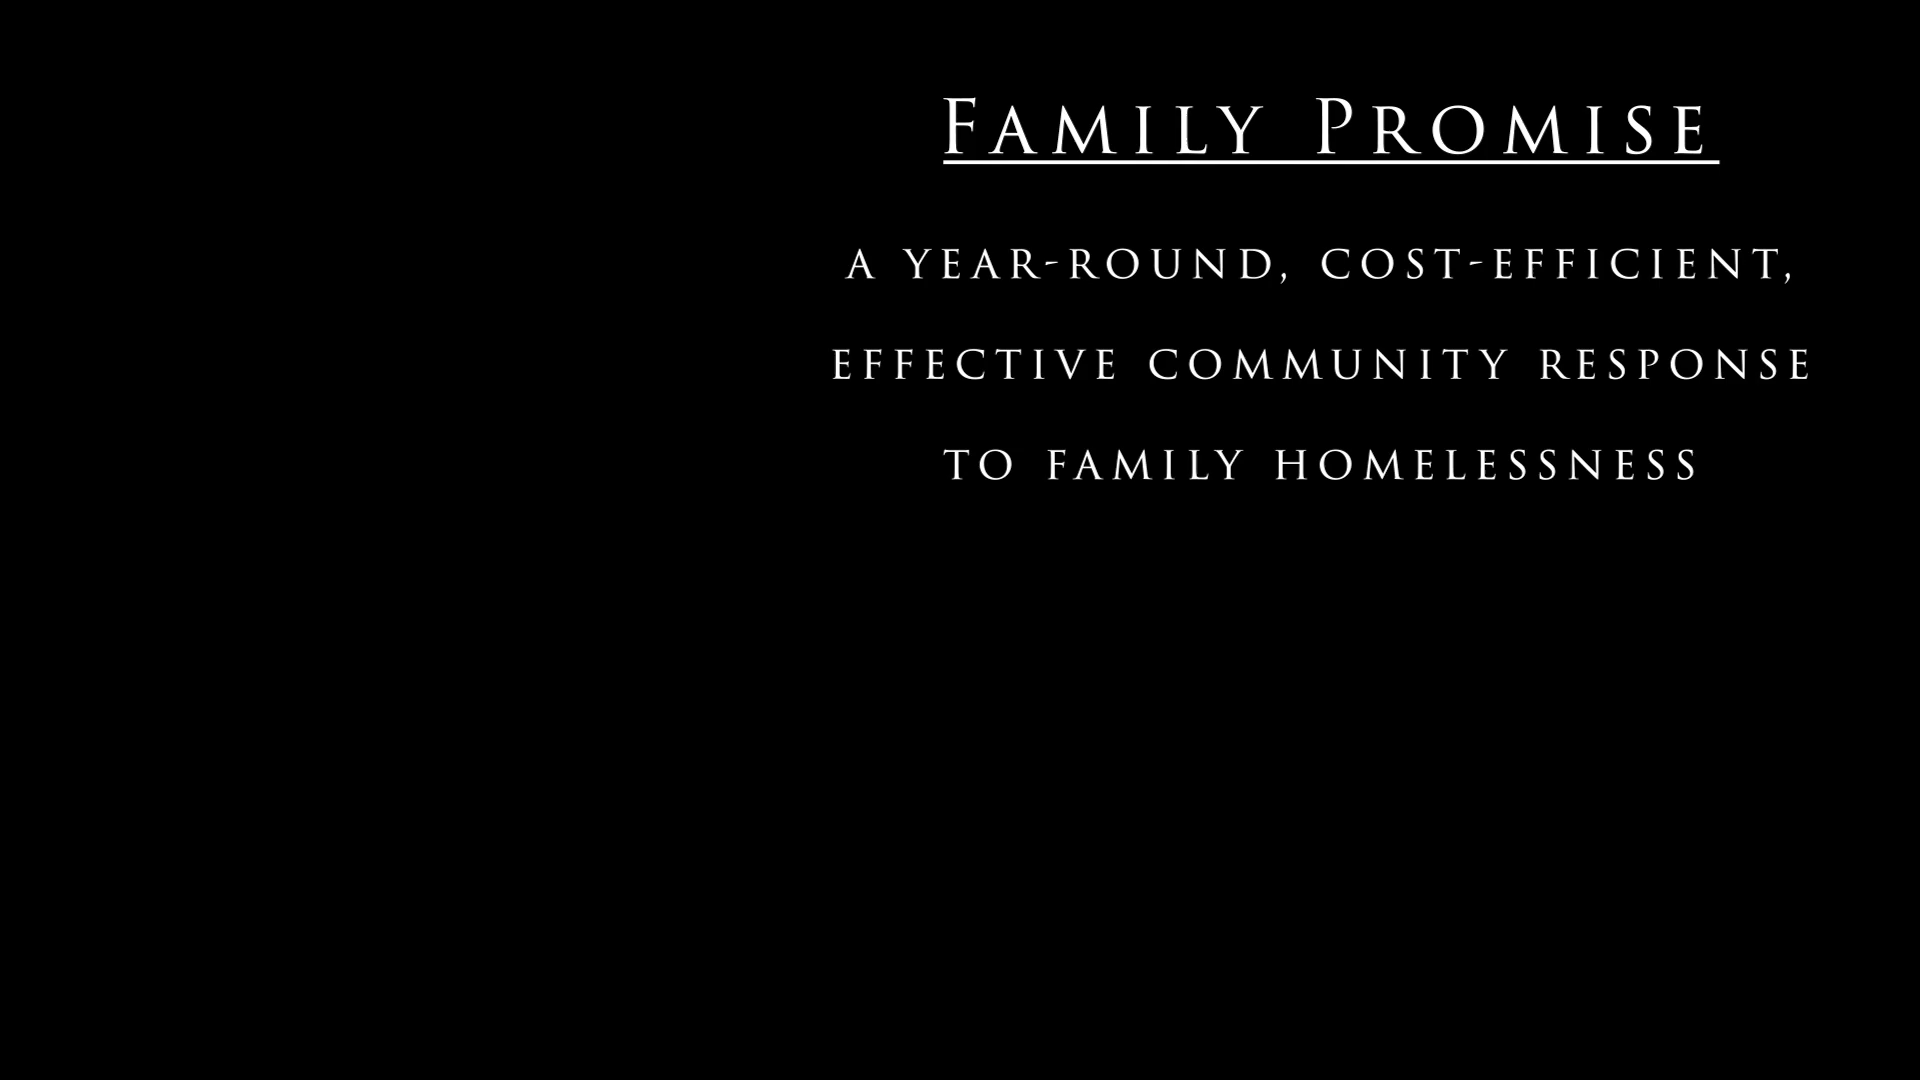 FAMILY PROMISE
A YEAR-ROUND, COST-EFFICIENT,
EFFECTIVE COMMUNITY RESPONSE
TO FAMILY HOMELESSNESS